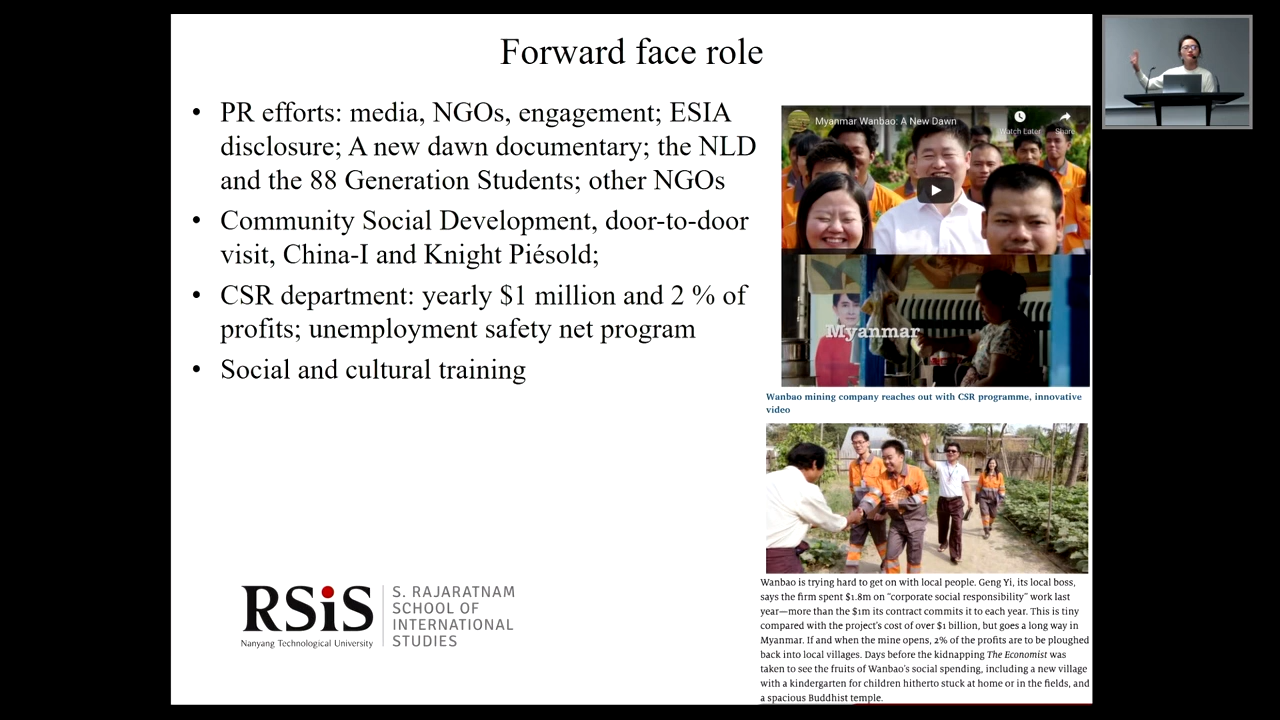 Forward face role
• PR efforts: media, NGOs, engagement; ESIA
disclosure; A new dawn documentary; the NLD
and the 88 Generation Students; other NGOs
• Community Social Development, door-to-door
visit, China-I and Knight Piésold;
• CSR department: yearly $1 million and 2 % of
profits; unemployment safety net program
• Social and cultural training
Myanmar Wanbao: A New Dawn
Watch Later
Share
Myanmar
Wanbao mining company reaches out with CSR programme, innovative
video
Wanbao is trying hard to get on with local people. Geng Yi, its local boss,
says the firm spent $1.8m on "corporate social responsibility" work last
year—more than the $1m its contract commits it to each year. This is tiny
compared with the project's cost of over $1 billion, but goes a long way in
Myanmar. If and when the mine opens, 2% of the profits are to be ploughed
back into local villages. Days before the kidnapping The Economist was
taken to see the fruits of Wanbao's social spending, including a new village
with a kindergarten for children hitherto stuck at home or in the fields, and
a spacious Buddhist temple.
RSiS
Nanyang Technological University
S. RAJARATNAM
SCHOOL OF
INTERNATIONAL
STUDIES